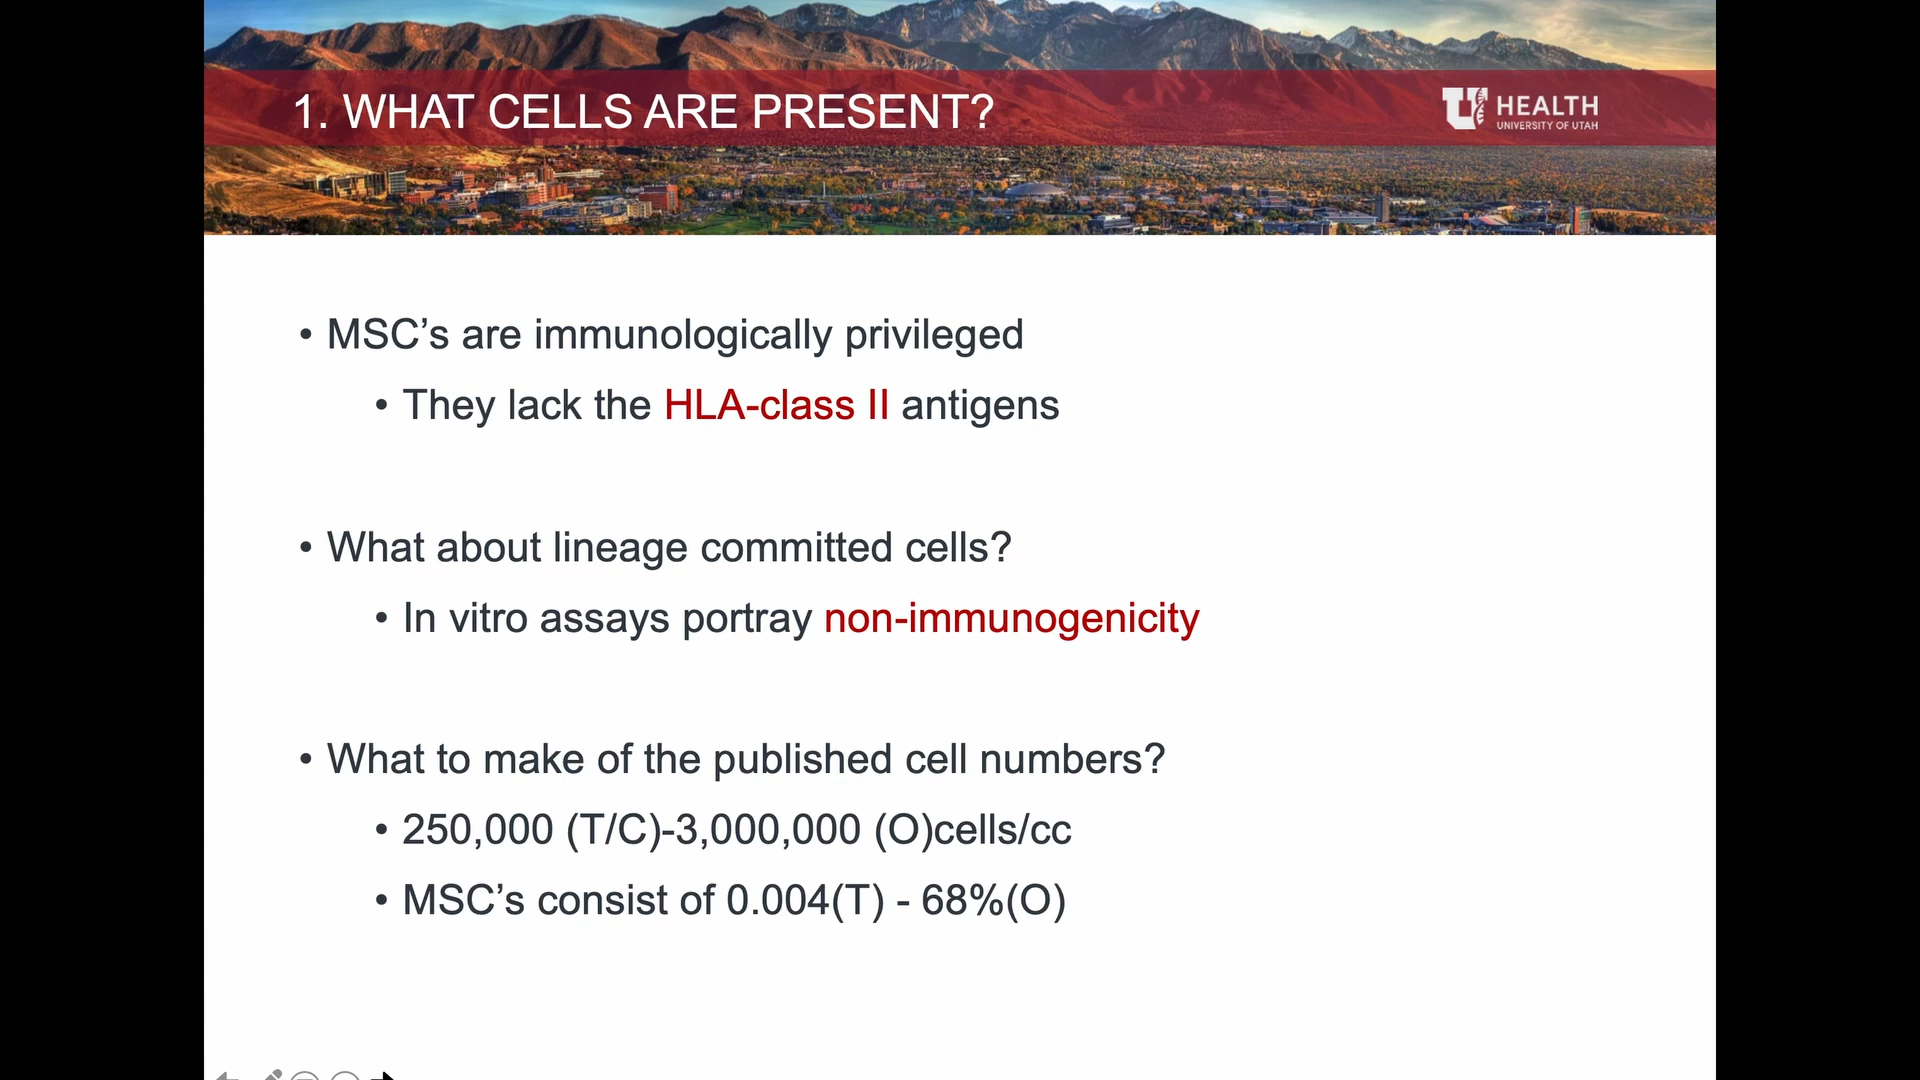 1. WHAT CELLS ARE PRESENT?
U HEALTH
UNIVERSITY OF UTAH
• MSC’s are immunologically privileged
• They lack the HLA-class II antigens
• What about lineage committed cells?
• In vitro assays portray non-immunogenicity
• What to make of the published cell numbers?
• 250,000 (T/C)-3,000,000 (O)cells/cc
• MSC’s consist of 0.004(T) - 68%(O)